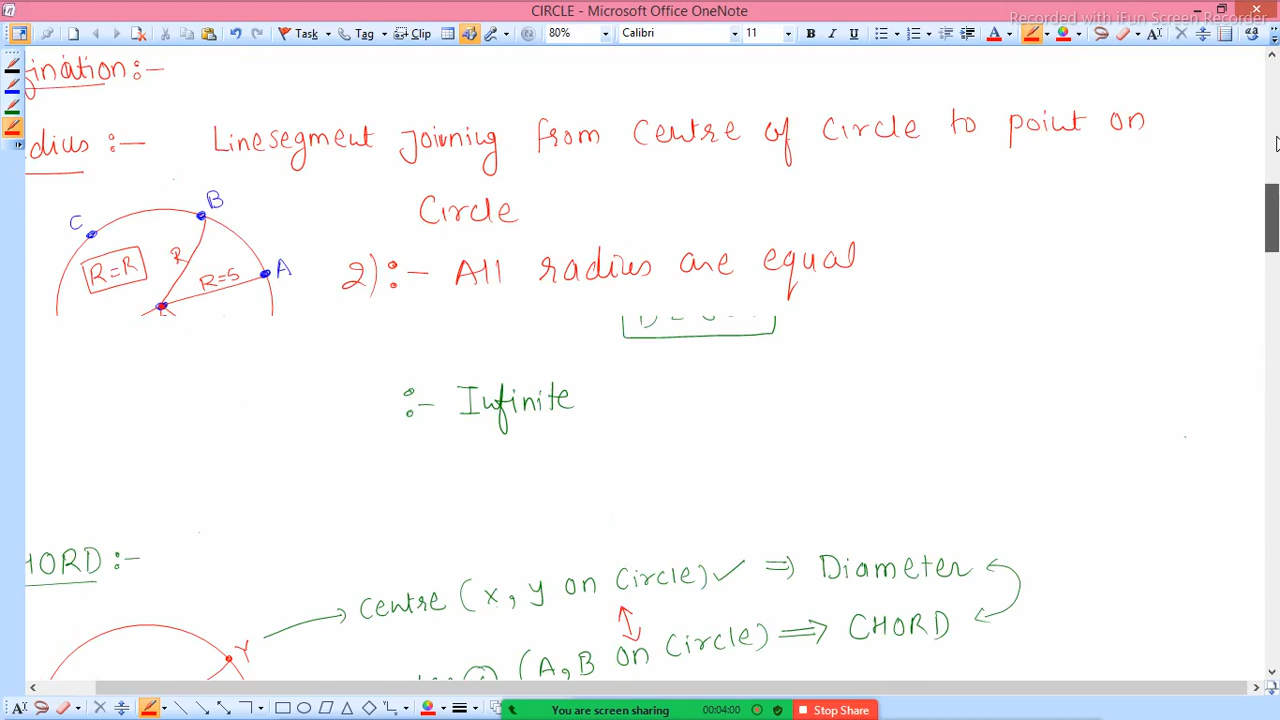 CIRCLE - Microsoft Office OneNote
Recorded with iFun Screen Recorder
Task Tag Clip 80% Calibri 11 B I U
fination:-
dius :- Linesegment joining from Centre of Circle to point on
Circle
C B
R=R R R=5 A
2) :- All radius are equal
:- Infinite
HORD :-
Centre (x, y on Circle) ✓ ⇒ Diameter
(A, B on Circle) ⇒ CHORD
Y
You are screen sharing 00:04:00 Stop Share